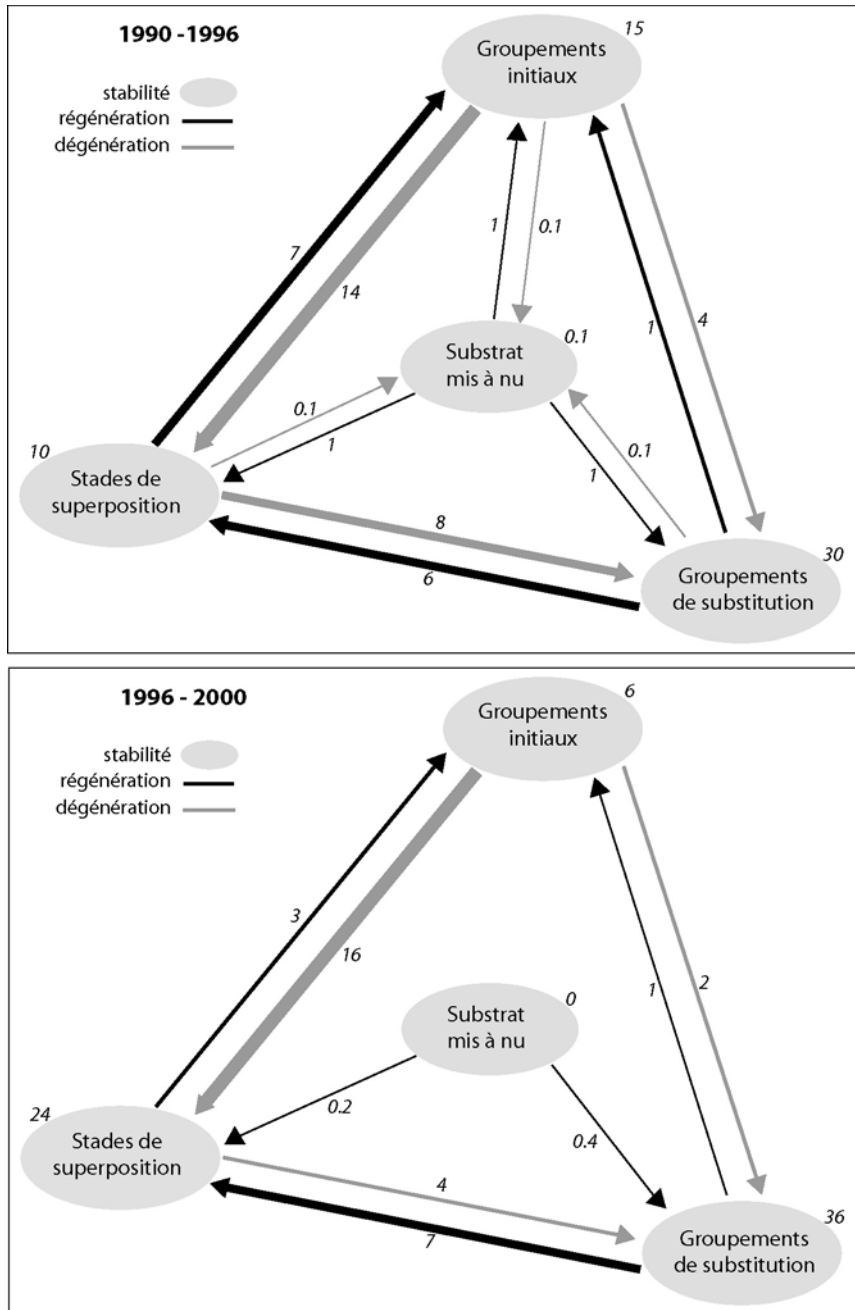 1990 -1996
stabilité
régénération
dégénération
15
Groupements
initiaux
7
14
1
0.1
1
4
0.1
Substrat
mis à nu
0.1
1
0.1
1
10
Stades de
superposition
8
6
30
Groupements
de substitution
1996 - 2000
stabilité
régénération
dégénération
6
Groupements
initiaux
3
16
1
2
0
Substrat
mis à nu
0.2
0.4
24
Stades de
superposition
4
7
36
Groupements
de substitution